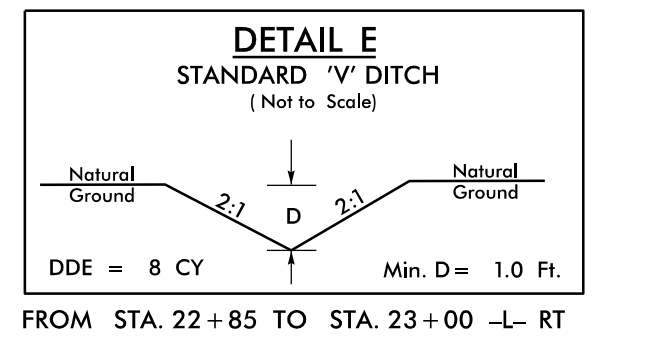 DETAIL E
STANDARD 'V' DITCH
( Not to Scale)
Natural
Ground
2:1
D
2:1
Natural
Ground
DDE = 8 CY
Min. D = 1.0 Ft.
FROM STA. 22+85 TO STA. 23+00 -L- RT